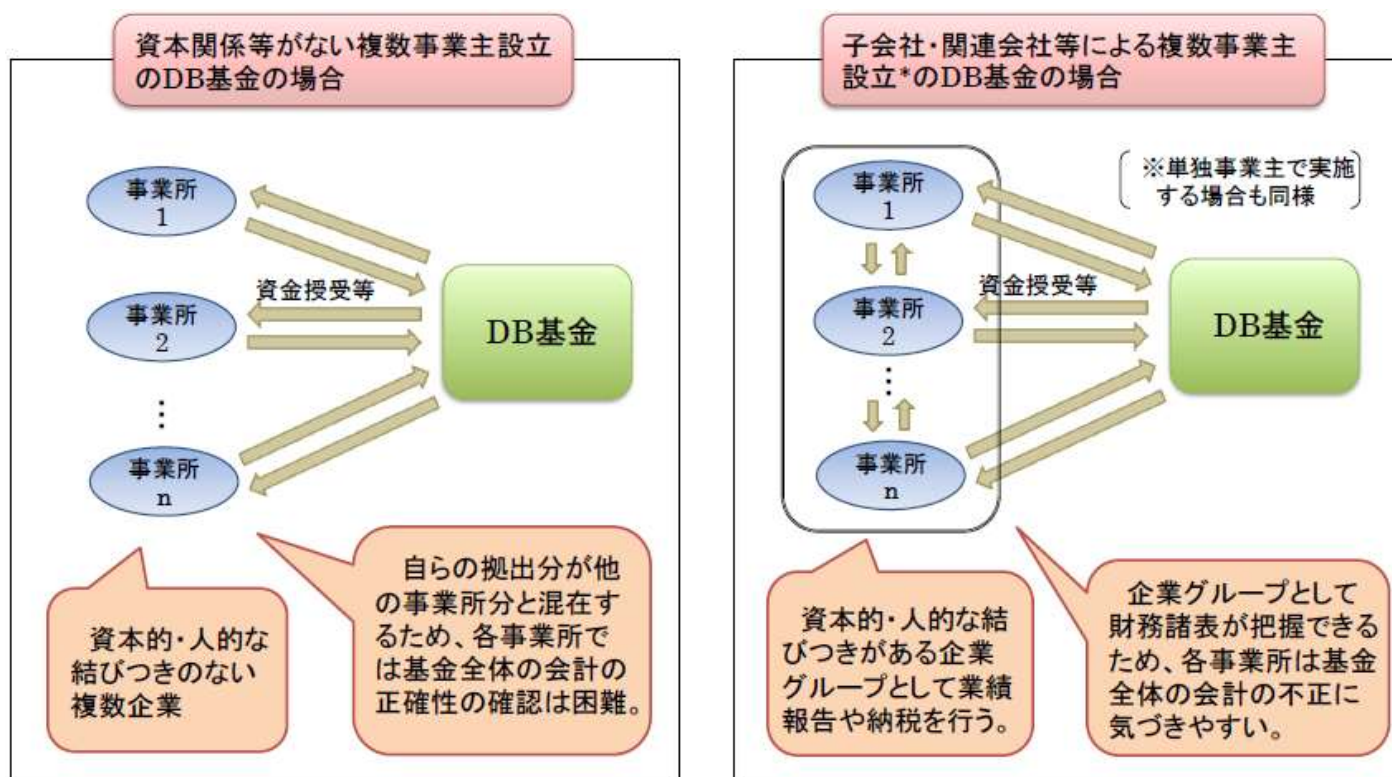 資本関係等がない複数事業主設立
のDB基金の場合
事業所
1
事業所
2
資金授受等
DB基金
⋮
事業所
n
資本的・人的な
結びつきのない
複数企業
自らの拠出分が他
の事業所分と混在す
るため、各事業所で
は基金全体の会計の
正確性の確認は困難。
子会社・関連会社等による複数事業主
設立*のDB基金の場合
※単独事業主で実施
する場合も同様
事業所
1
事業所
2
資金授受等
DB基金
⋮
事業所
n
資本的・人的な結
びつきがある企業
グループとして業績
報告や納税を行う。
企業グループとして
財務諸表が把握できる
ため、各事業所は基金
全体の会計の不正に
気づきやすい。